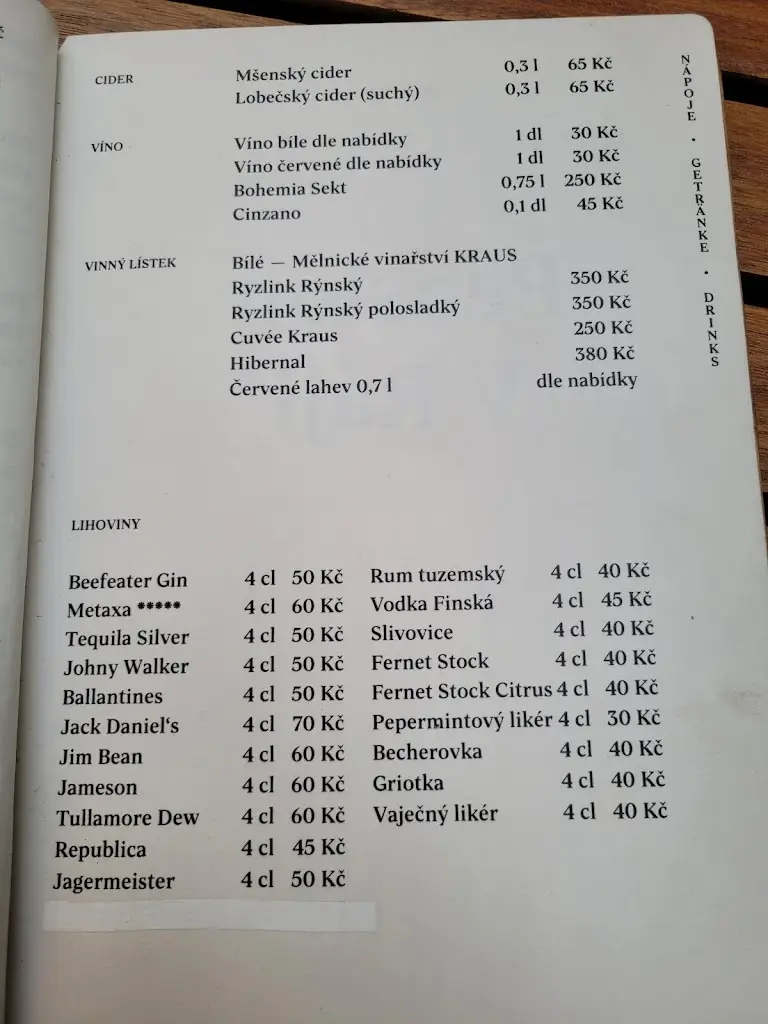 CIDER Mšenský cider 0,3 l 65 Kč
Lobečský cider (suchý) 0,3 l 65 Kč
VÍNO Víno bíle dle nabídky 1 dl 30 Kč
Víno červené dle nabídky 1 dl 30 Kč
Bohemia Sekt 0,75 l 250 Kč
Cinzano 0,1 dl 45 Kč
VINNÝ LÍSTEK Bílé — Mělnické vinařství KRAUS
Ryzlink Rýnský 350 Kč
Ryzlink Rýnský polosladký 350 Kč
Cuvée Kraus 250 Kč
Hibernal 380 Kč
Červené lahev 0,7 l dle nabídky
NÁPOJE • GETRÄNKE • DRINKS
LIHOVINY
Beefeater Gin 4 cl 50 Kč Rum tuzemský 4 cl 40 Kč
Metaxa ***** 4 cl 60 Kč Vodka Finská 4 cl 45 Kč
Tequila Silver 4 cl 50 Kč Slivovice 4 cl 40 Kč
Johny Walker 4 cl 50 Kč Fernet Stock 4 cl 40 Kč
Ballantines 4 cl 50 Kč Fernet Stock Citrus 4 cl 40 Kč
Jack Daniel's 4 cl 70 Kč Pepermintový likér 4 cl 30 Kč
Jim Bean 4 cl 60 Kč Becherovka 4 cl 40 Kč
Jameson 4 cl 60 Kč Griotka 4 cl 40 Kč
Tullamore Dew 4 cl 60 Kč Vaječný likér 4 cl 40 Kč
Republica 4 cl 45 Kč
Jagermeister 4 cl 50 Kč